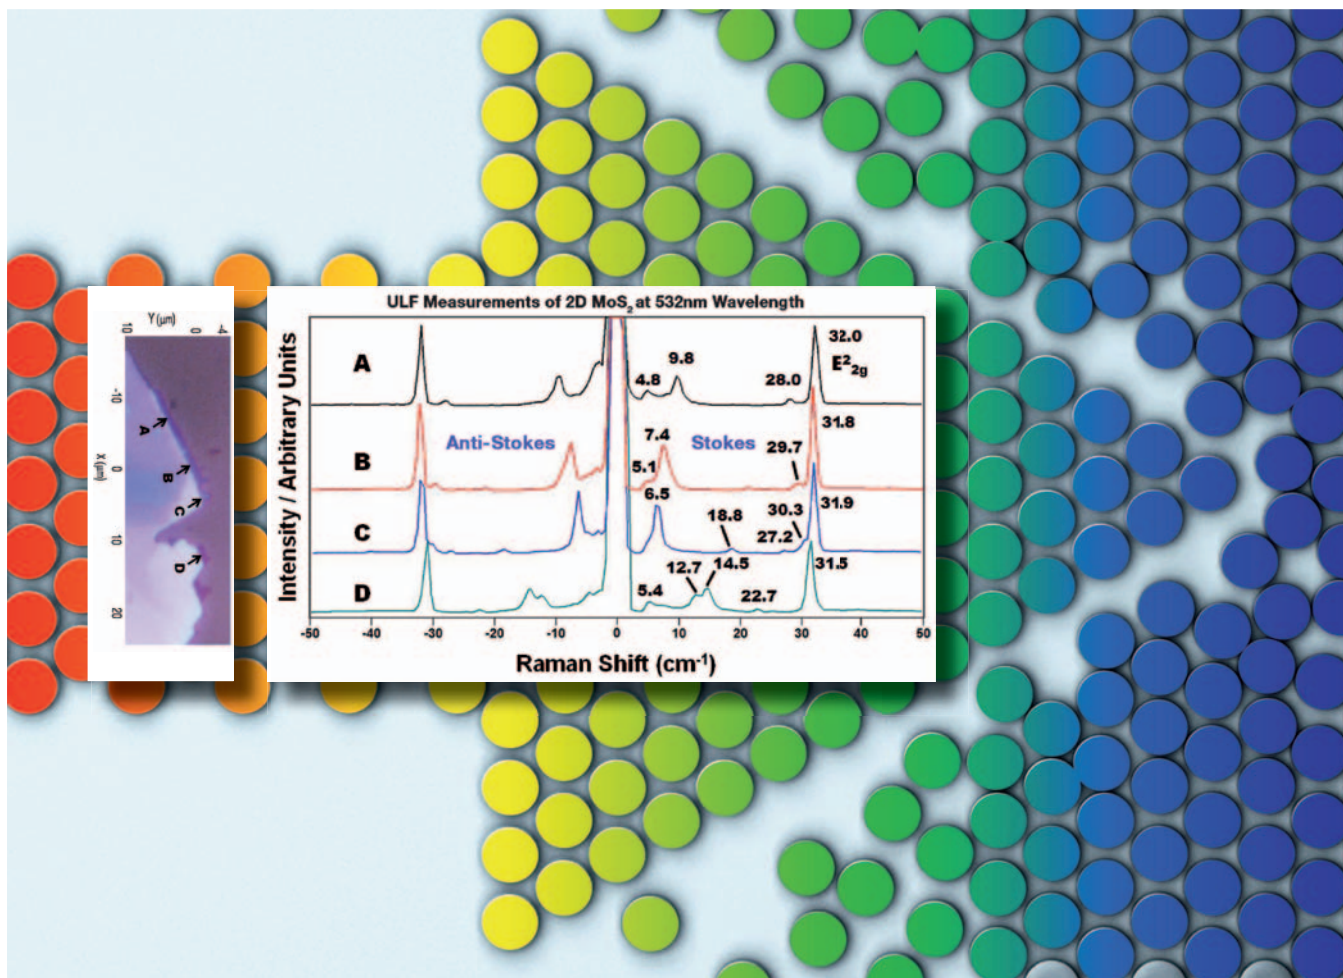 Y (μm)
10
0
-4
-10
0
10
20
X (μm)
A
B
C
D
ULF Measurements of 2D MoS₂ at 532nm Wavelength
Intensity / Arbitrary Units
A
4.8
9.8
28.0
32.0
E²₂g
Anti-Stokes
Stokes
B
5.1
7.4
29.7
31.8
C
6.5
18.8
27.2
30.3
31.9
D
5.4
12.7
14.5
22.7
31.5
-50 -40 -30 -20 -10 0 10 20 30 40 50
Raman Shift (cm⁻¹)